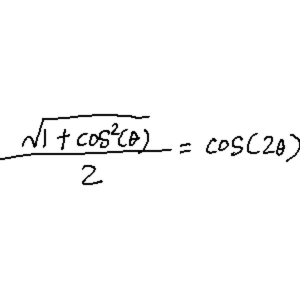 √1 + cos²(θ) / 2 = cos(2θ)